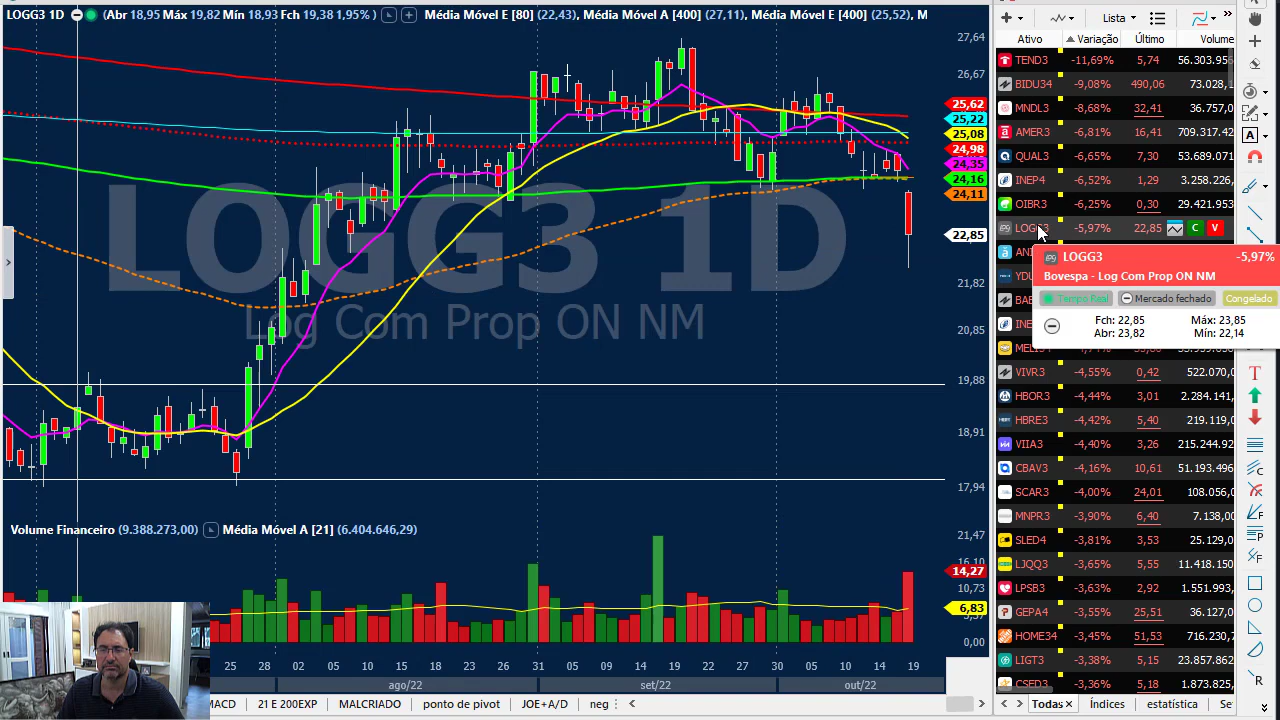 LOGG3 1D (Abr 18,95 Máx 19,82 Mín 18,93 Fch 19,38 1,95%) Média Móvel E [80] (22,43), Média Móvel A [400] (27,11), Média Móvel E [400] (25,52), M
27,64
26,67
25,62
25,22
25,08
24,98
24,35
24,16
24,11
22,85
21,82
20,85
19,88
18,91
17,94
LOGG3 1D
Log Com Prop ON NM
Volume Financeiro (9.388.273,00) Média Móvel A [21] (6.404.646,29)
21,47
14,27
10,73
6,83
0,00
25 28 02 05 10 15 18 23 26 31 05 09 14 19 22 27 30 05 10 14 19
ago/22 set/22 out/22
MACD 21 E 200EXP MALCRIADO ponto de pivot JOE+A/D neg
Lista
Ativo Variação Último Volume
TEND3 -11,69% 5,74 56.303.95
BIDU34 -9,08% 490,06 73.028,
MNDL3 -8,68% 32,41 36.757,0
AMER3 -6,81% 16,41 709.317.42
QUAL3 -6,65% 7,30 53.689.071
INEP4 -6,52% 1,29 3.258.25
OIBR3 -6,25% 0,30 29.421.953
LOGG3 -5,97% 22,85 C V
LOGG3 -5,97%
Bovespa - Log Com Prop ON NM
Tempo Real Mercado fechado Congelado
Fch: 22,85 Máx: 23,85
Abr: 23,82 Mín: 22,14
VIVR3 -4,55% 0,42 522.070,0
HBOR3 -4,44% 3,01 2.284.141,
HBRE3 -4,42% 5,40 219.119,0
VIIA3 -4,40% 3,26 215.244.92
CBAV3 -4,16% 10,61 51.193.496
SCAR3 -4,00% 24,01 108.056,0
MNPR3 -3,90% 6,40 7.138,00
SLED4 -3,81% 3,53 25.129,00
LJQQ3 -3,64% 5,55 11.418.150
LPSB3 -3,63% 2,92 1.551.993,
GEPA4 -3,55% 25,51 36.127,0
HOME34 -3,45% 51,53 716.230,
LIGT3 -3,38% 5,15 23.857.862
CSED3 -3,36% 5,18 1.873.825
Todas Índices estatística Se